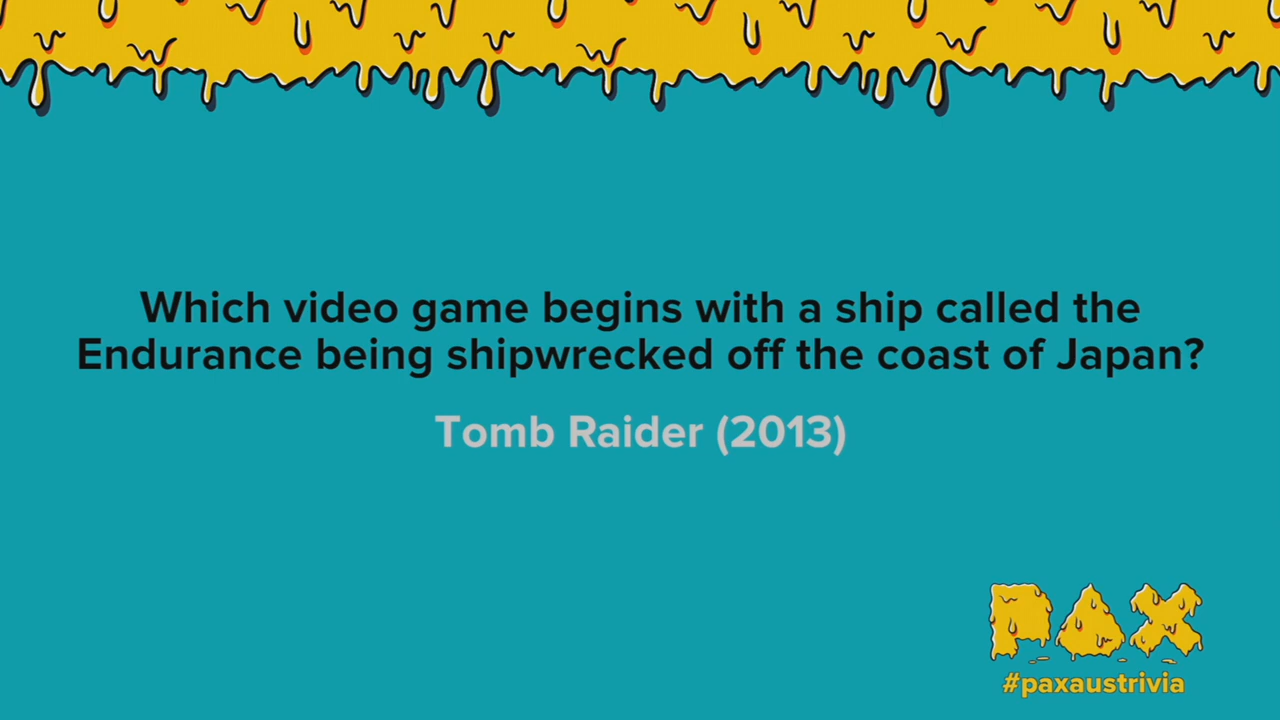 Which video game begins with a ship called the
Endurance being shipwrecked off the coast of Japan?
Tomb Raider (2013)
PAX
#paxaustrivia